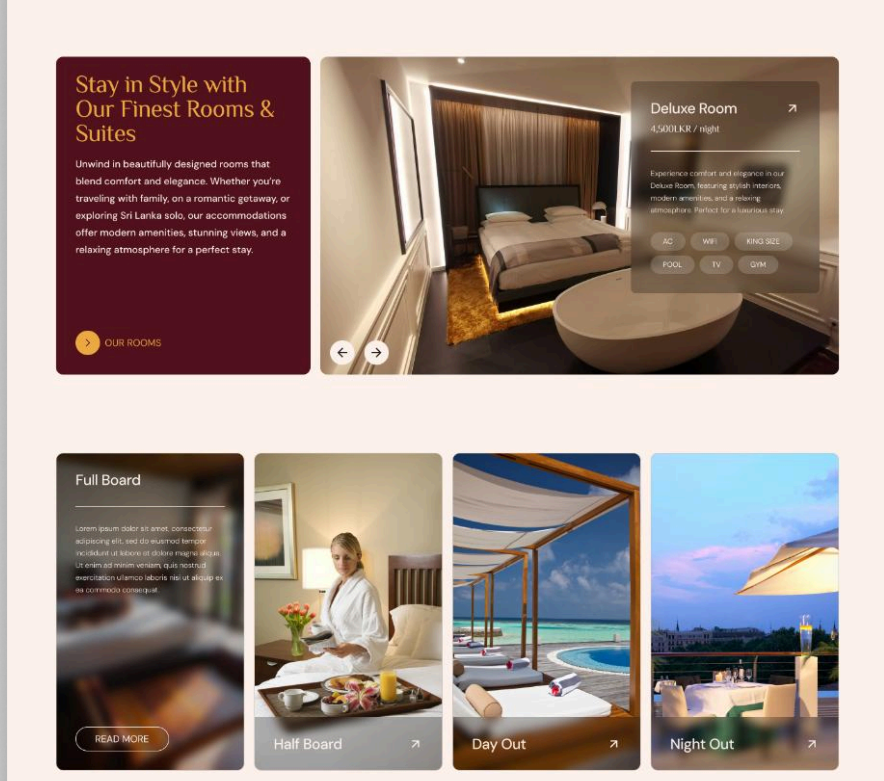 Stay in Style with
Our Finest Rooms &
Suites
Unwind in beautifully designed rooms that
blend comfort and elegance. Whether you're
traveling with family, on a romantic getaway, or
exploring Sri Lanka solo, our accommodations
offer modern amenities, stunning views, and a
relaxing atmosphere for a perfect stay.
OUR ROOMS
Deluxe Room
4,500LKR / night
Experience comfort and elegance in our
Deluxe Room, featuring stylish interiors,
modern amenities, and a relaxing
atmosphere. Perfect for a luxurious stay
AC WIFI KING SIZE
POOL TV GYM
Full Board
Lorem ipsum dolor sit amet, consectetur
adipiscing elit, sed do eiusmod tempor
incididunt ut labore et dolore magna aliqua.
Ut enim ad minim veniam, quis nostrud
exercitation ullamco laboris nisi ut aliquip ex
ea commodo consequat.
READ MORE
Half Board
Day Out
Night Out